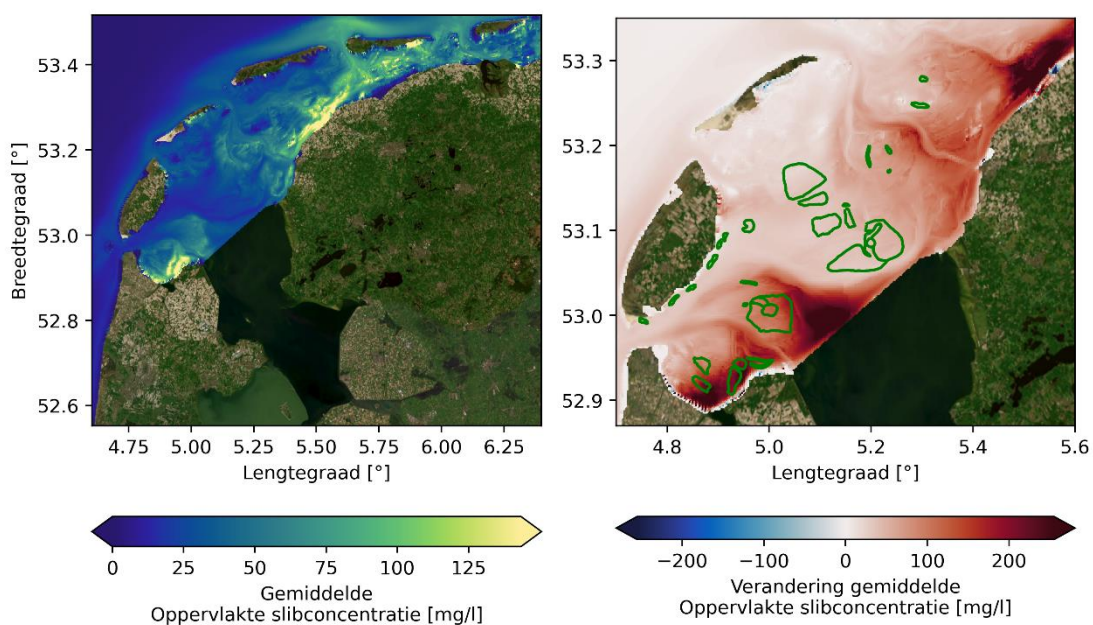 Breedtegraad [°]
53.4
53.2
53.0
52.8
52.6
4.75 5.00 5.25 5.50 5.75 6.00 6.25
Lengtegraad [°]
0 25 50 75 100 125
Gemiddelde
Oppervlakte slibconcentratie [mg/l]
53.3
53.2
53.1
53.0
52.9
4.8 5.0 5.2 5.4 5.6
Lengtegraad [°]
−200 −100 0 100 200
Verandering gemiddelde
Oppervlakte slibconcentratie [mg/l]